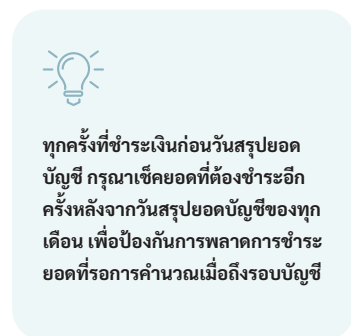 ทุกครั้งที่ชำระเงินก่อนวันสรุปยอด
บัญชี กรุณาเช็คยอดที่ต้องชำระอีก
ครั้งหลังจากวันสรุปยอดบัญชีของทุก
เดือน เพื่อป้องกันการพลาดการชำระ
ยอดที่รอการคำนวณเมื่อถึงรอบบัญชี